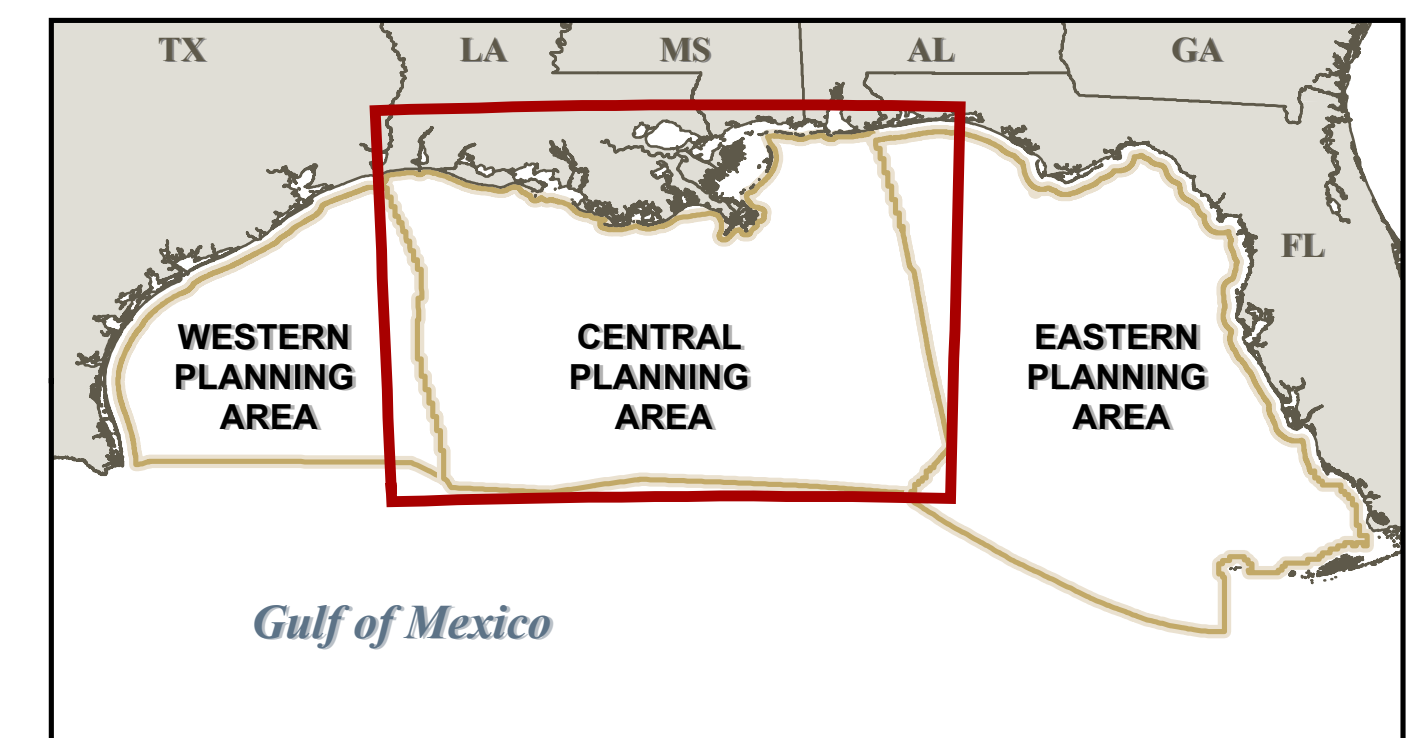 TX
LA
MS
AL
GA
FL
WESTERN
PLANNING
AREA
CENTRAL
PLANNING
AREA
EASTERN
PLANNING
AREA
Gulf of Mexico